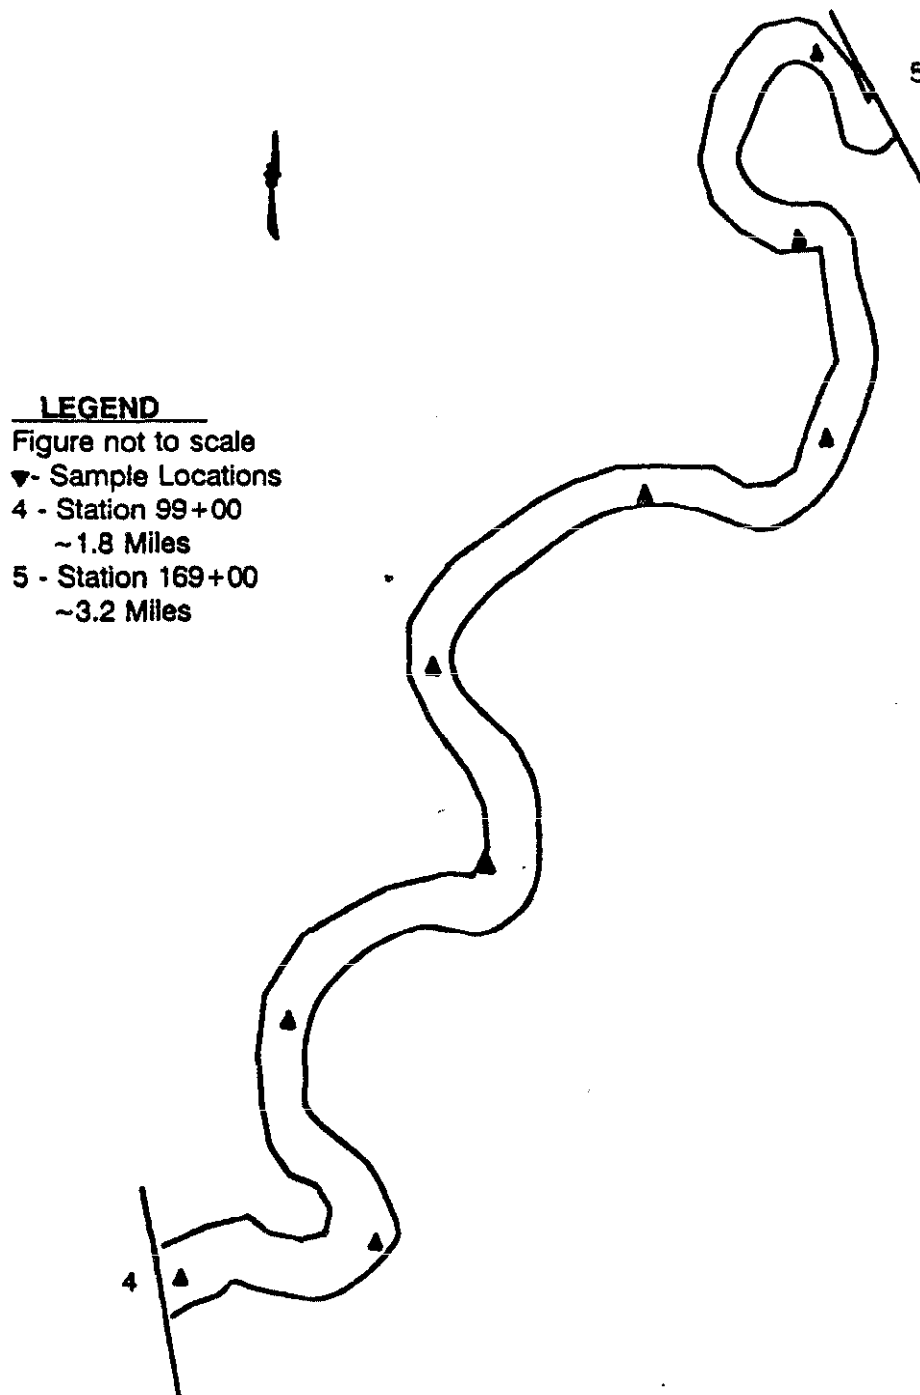 5
LEGEND
Figure not to scale
▼- Sample Locations
4 - Station 99+00
~1.8 Miles
5 - Station 169+00
~3.2 Miles
4